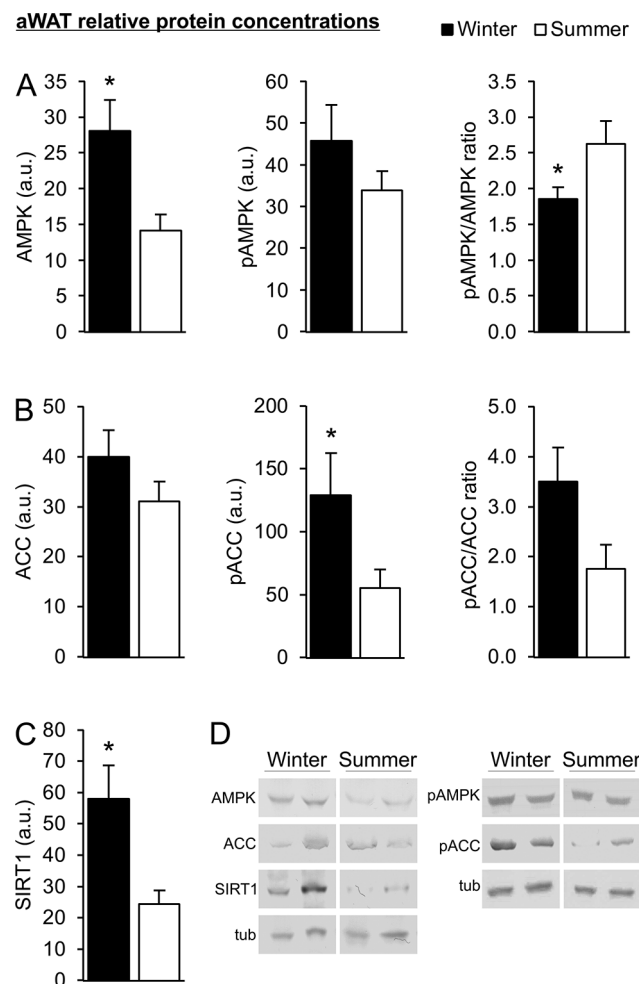 aWAT relative protein concentrations
Winter Summer
A
AMPK (a.u.)
35
30
25
20
15
10
5
0
*
pAMPK (a.u.)
60
50
40
30
20
10
0
pAMPK/AMPK ratio
3.5
3.0
2.5
2.0
1.5
1.0
0.5
0.0
*
B
ACC (a.u.)
50
40
30
40
0
pACC (a.u.)
200
150
130
50
0
*
pACC/ACC ratio
5.0
4.0
3.0
2.0
1.0
0.0
C
SIRT1 (a.u.)
80
70
60
50
40
30
20
10
0
*
D
Winter Summer
AMPK
ACC
SIRT1
tub
Winter Summer
pAMPK
pACC
tub